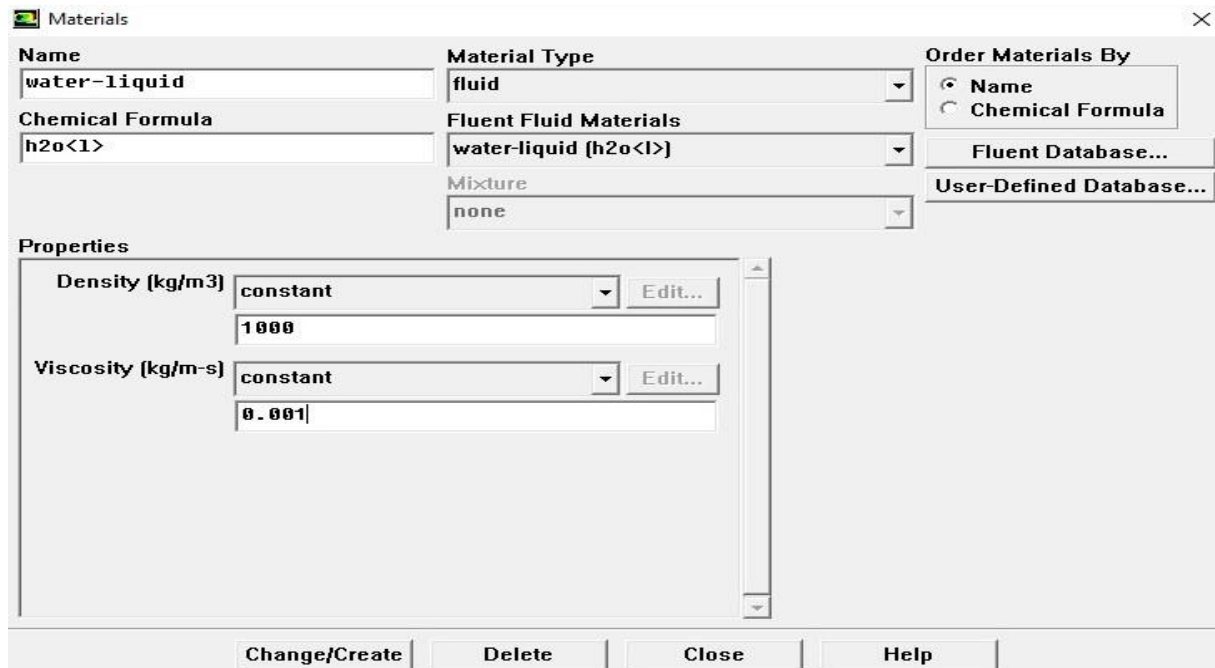 Materials
Name
water-liquid
Chemical Formula
h2o<l>
Material Type
fluid
Fluent Fluid Materials
water-liquid (h2o<l>)
Mixture
none
Order Materials By
Name
Chemical Formula
Fluent Database...
User-Defined Database...
Properties
Density (kg/m3)
constant
Edit...
1000
Viscosity (kg/m-s)
constant
Edit...
0.001
Change/Create
Delete
Close
Help